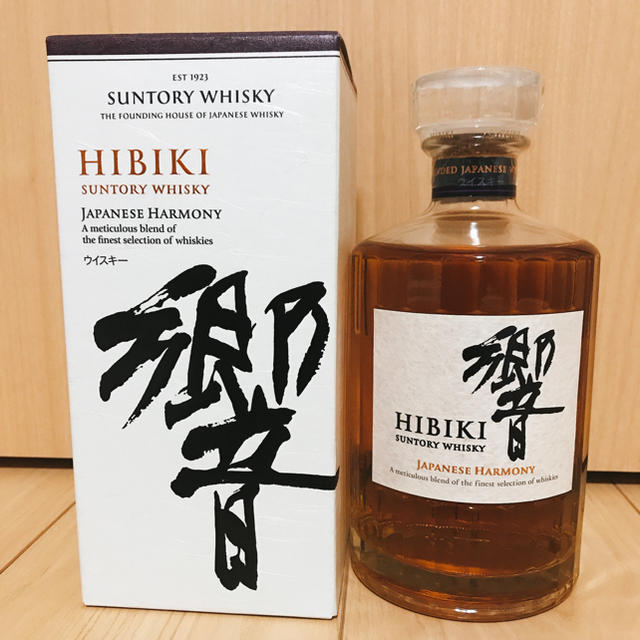 EST 1923
SUNTORY WHISKY
THE FOUNDING HOUSE OF JAPANESE WHISKY
HIBIKI
SUNTORY WHISKY
JAPANESE HARMONY
A meticulous blend of
the finest selection of whiskies
ウイスキー
響
JAPANESE
ウイスキー
響
HIBIKI
SUNTORY WHISKY
JAPANESE HARMONY
A meticulous blend of the finest selection of whiskies